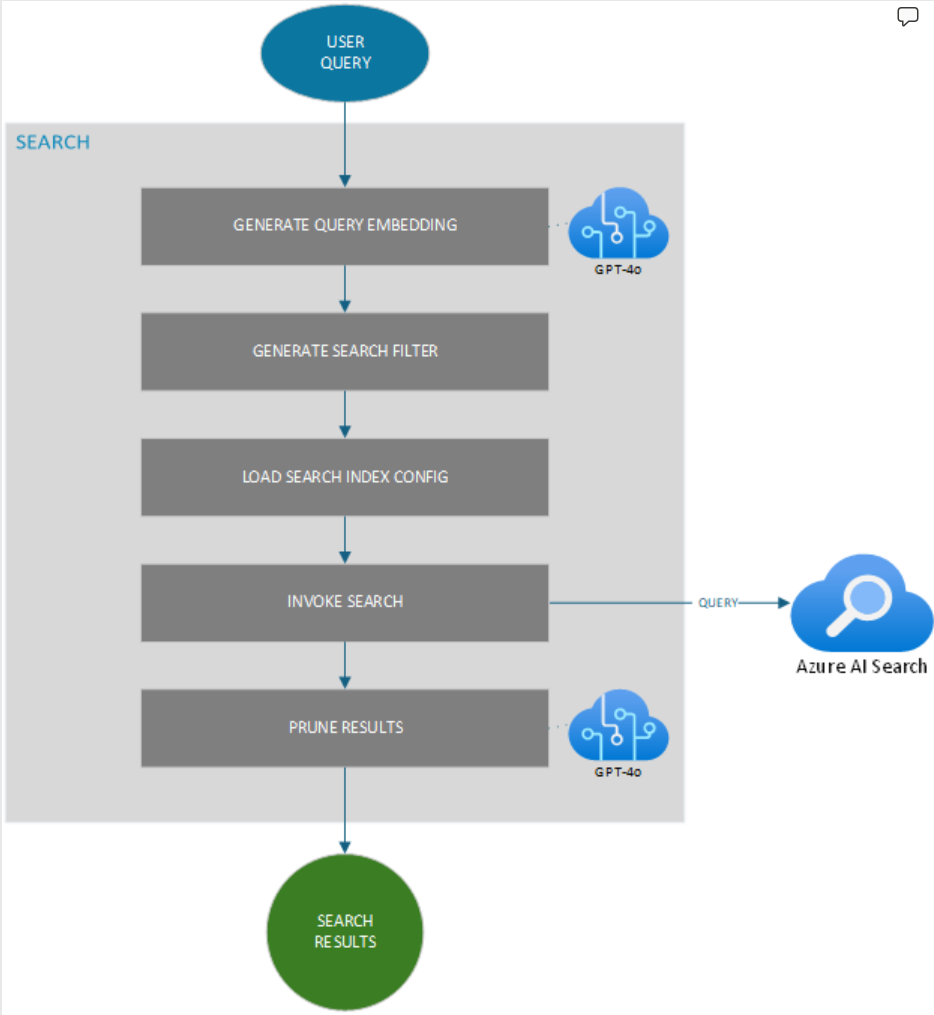 USER
QUERY
SEARCH
GENERATE QUERY EMBEDDING
GPT-4o
GENERATE SEARCH FILTER
LOAD SEARCH INDEX CONFIG
INVOKE SEARCH
QUERY
Azure AI Search
PRUNE RESULTS
GPT-4o
SEARCH
RESULTS